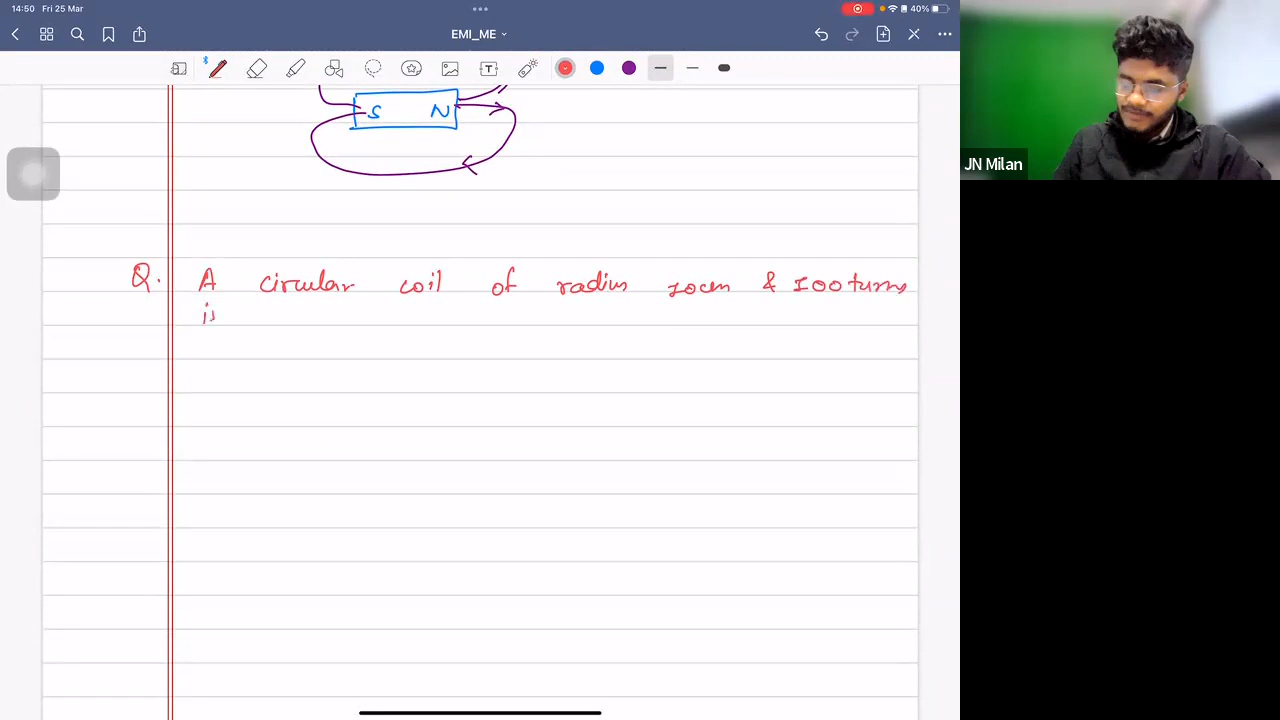 14:50 Fri 25 Mar
40%
EMI_ME
S N
JN Milan
Q. A circular coil of radius 10cm & 100 turns
is